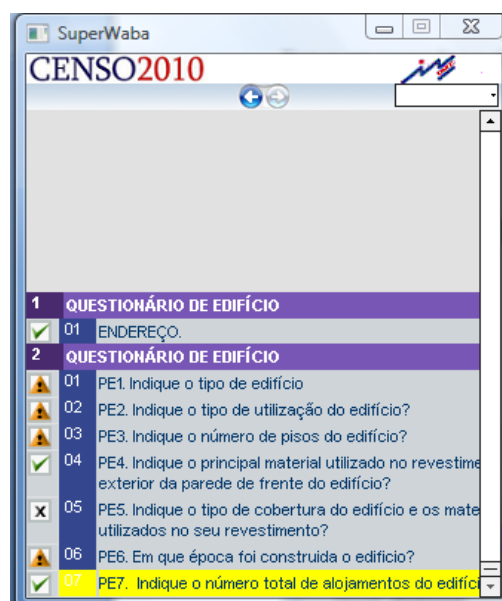 SuperWaba
CENSO2010
1 QUESTIONÁRIO DE EDIFÍCIO
01 ENDEREÇO.
2 QUESTIONÁRIO DE EDIFÍCIO
01 PE1. Indique o tipo de edifício
02 PE2. Indique o tipo de utilização do edifício?
03 PE3. Indique o número de pisos do edifício?
04 PE4. Indique o principal material utilizado no revestime
exterior da parede de frente do edifício?
05 PE5. Indique o tipo de cobertura do edifício e os mate
utilizados no seu revestimento?
06 PE6. Em que época foi construida o edificio?
07 PE7. Indique o número total de alojamentos do edifíci